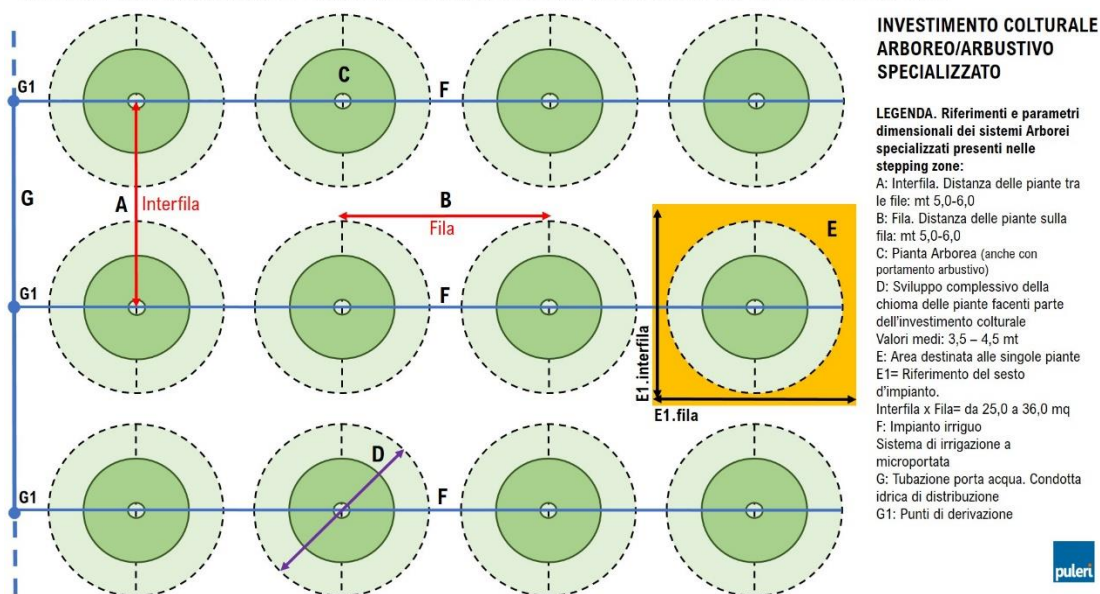 INVESTIMENTO COLTURALE
ARBOREO/ARBUSTIVO
SPECIALIZZATO
LEGENDA. Riferimenti e parametri
dimensionali dei sistemi Arborei
specializzati presenti nelle
stepping zone:
A: Interfila. Distanza delle piante tra
le file: mt 5,0-6,0
B: Fila. Distanza delle piante sulla
fila: mt 5,0-6,0
C: Pianta Arborea (anche con
portamento arbustivo)
D: Sviluppo complessivo della
chioma delle piante facenti parte
dell'investimento colturale
Valori medi: 3,5 – 4,5 mt
E: Area destinata alle singole piante
E1= Riferimento del sesto
d'impianto.
Interfila x Fila= da 25,0 a 36,0 mq
F: Impianto irriguo
Sistema di irrigazione a
microportata
G: Tubazione porta acqua. Condotta
idrica di distribuzione
G1: Punti di derivazione
G1
C
F
G
A
Interfila
B
Fila
E
G1
F
E1.interfila
E1.fila
D
G1
F
puleri